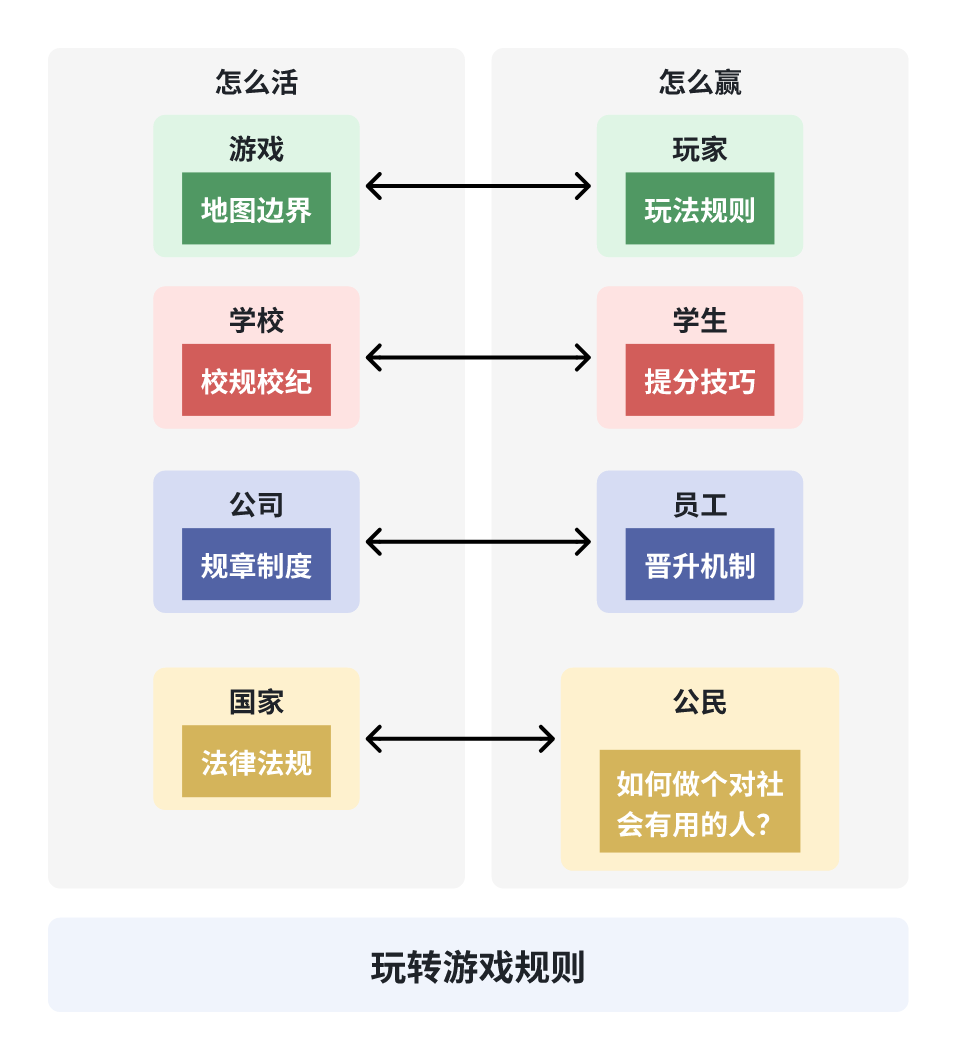 怎么活
游戏
地图边界
学校
校规校纪
公司
规章制度
国家
法律法规
怎么赢
玩家
玩法规则
学生
提分技巧
员工
晋升机制
公民
如何做个对社
会有用的人？
玩转游戏规则